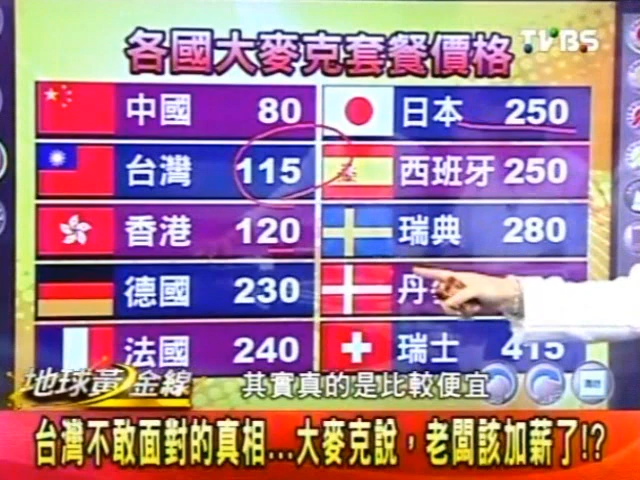 TVBS
各國大麥克套餐價格
中國 80
日本 250
台灣 115
西班牙 250
香港 120
瑞典 280
德國 230
丹
法國 240
瑞士 415
地球黃金線
其實真的是比較便宜
台灣不敢面對的真相...大麥克說，老闆該加薪了!?